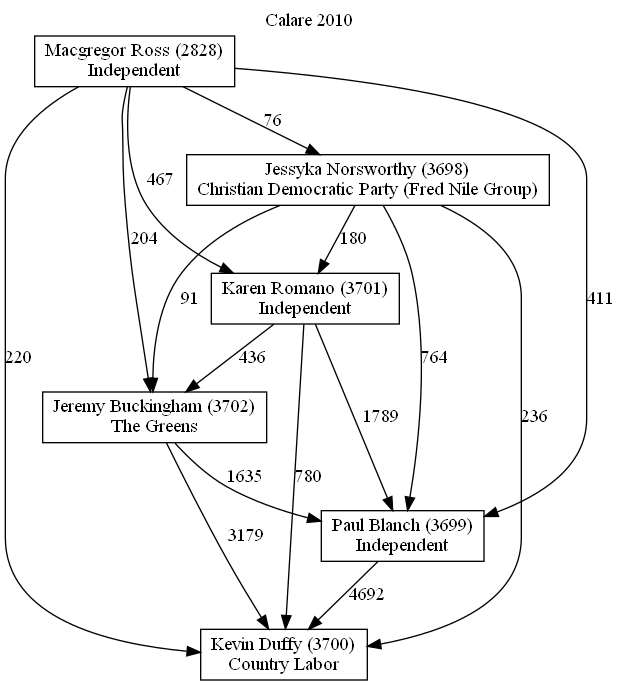 Calare 2010
Macgregor Ross (2828)
Independent
76
Jessyka Norsworthy (3698)
Christian Democratic Party (Fred Nile Group)
467
204
180
Karen Romano (3701)
Independent
91
411
220
436
764
Jeremy Buckingham (3702)
The Greens
1789
236
1635
780
3179
Paul Blanch (3699)
Independent
4692
Kevin Duffy (3700)
Country Labor